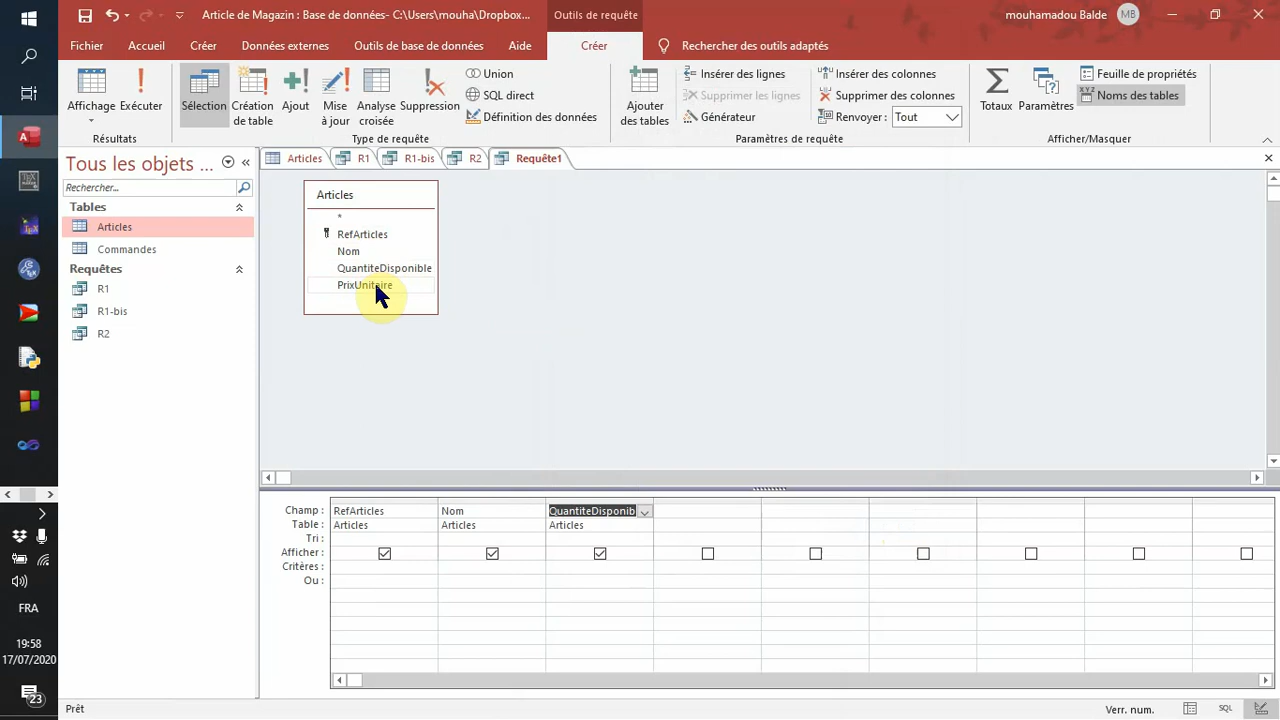 Article de Magazin : Base de données- C:\Users\mouha\Dropbox...
Outils de requête
mouhamadou Balde
MB
Fichier
Accueil
Créer
Données externes
Outils de base de données
Aide
Créer
Rechercher des outils adaptés
Affichage
Exécuter
Sélection
Création de table
Ajout
Mise à jour
Analyse croisée
Suppression
Union
SQL direct
Définition des données
Ajouter des tables
Insérer des lignes
Supprimer les lignes
Générateur
Insérer des colonnes
Supprimer des colonnes
Renvoyer : Tout
Totaux
Paramètres
Feuille de propriétés
XYZ Noms des tables
Résultats
Type de requête
Paramètres de requête
Afficher/Masquer
Tous les objets ...
Rechercher...
Tables
Articles
Commandes
Requêtes
R1
R1-bis
R2
Articles
R1
R1-bis
R2
Requête1
Articles
*
RefArticles
Nom
QuantiteDisponible
PrixUnitaire
Champ : RefArticles Nom QuantiteDisponib
Table : Articles Articles Articles
Tri :
Afficher :
Critères :
Ou :
FRA
19:58
17/07/2020
23
Prêt
Verr. num.
SQL